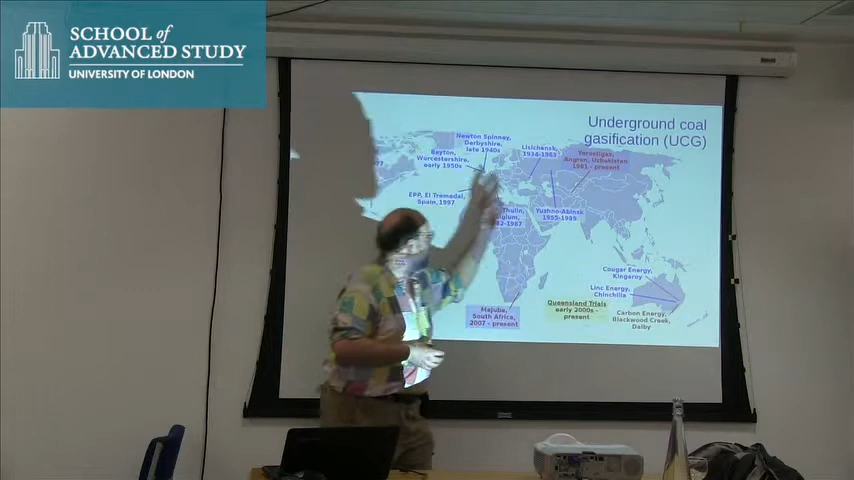 SCHOOL of
ADVANCED STUDY
UNIVERSITY OF LONDON
Underground coal
gasification (UCG)
Newton Spinney,
Derbyshire,
late 1940s
Bayton,
Worcestershire,
early 1950s
Lisichansk,
1934-1983
Yerostigaz,
Angren, Uzbekistan
1961 - present
EPP, El Tremedal,
Spain, 1997
Thulin,
1987
Yuzhno-Abinsk
1955-1989
Cougar Energy,
Kingaroy
Linc Energy,
Chinchilla
Majuba,
South Africa,
2007 - present
Queensland Trials
early 2000s -
present
Carbon Energy,
Blackwood Creek,
Dalby